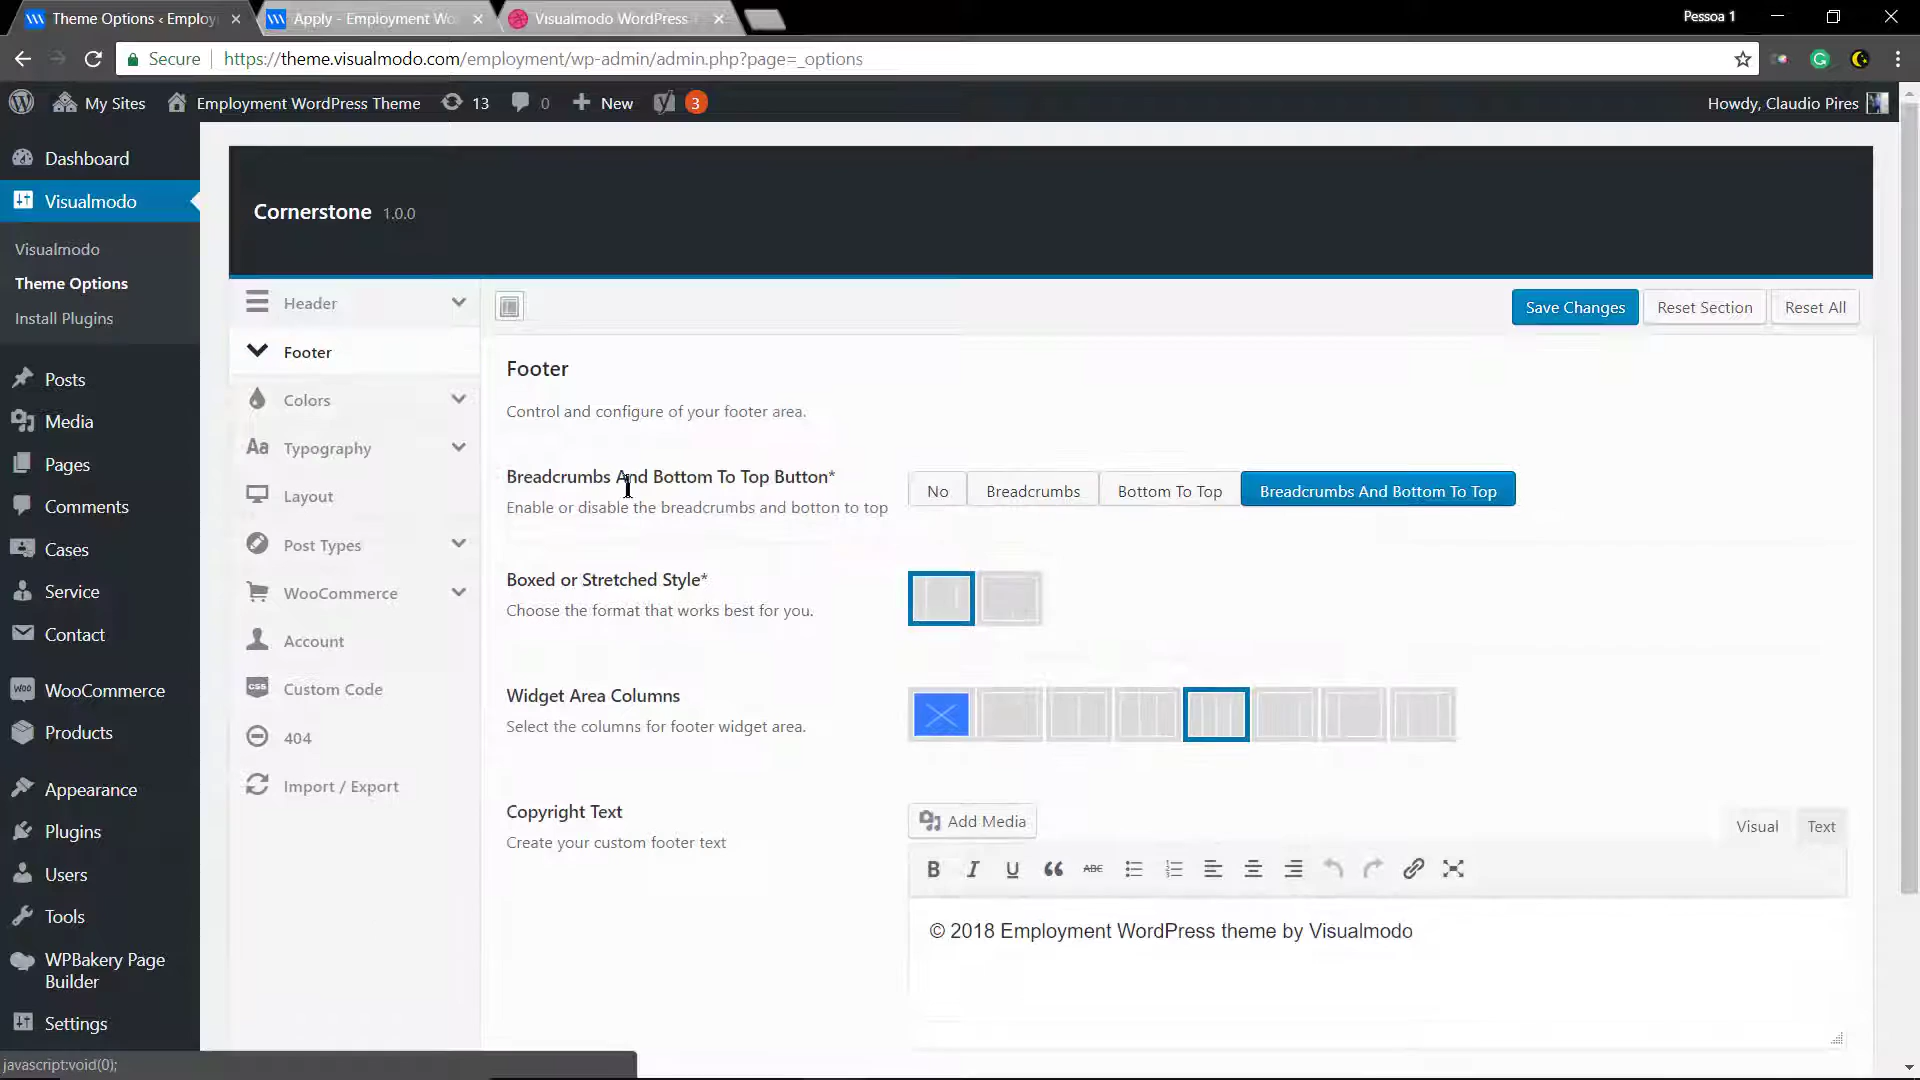 Theme Options ‹ Employ
Apply - Employment Wo
Visualmodo WordPress
Pessoa 1
Secure
https://theme.visualmodo.com/employment/wp-admin/admin.php?page=_options
My Sites
Employment WordPress Theme
13
0
New
3
Howdy, Claudio Pires
Dashboard
Visualmodo
Visualmodo
Theme Options
Install Plugins
Posts
Media
Pages
Comments
Cases
Service
Contact
WooCommerce
Products
Appearance
Plugins
Users
Tools
WPBakery Page
Builder
Settings
javascript:void(0);
Cornerstone 1.0.0
Header
Footer
Colors
Aa Typography
Layout
Post Types
WooCommerce
Account
CSS Custom Code
404
Import / Export
Save Changes
Reset Section
Reset All
Footer
Control and configure of your footer area.
Breadcrumbs And Bottom To Top Button*
Enable or disable the breadcrumbs and botton to top
No
Breadcrumbs
Bottom To Top
Breadcrumbs And Bottom To Top
Boxed or Stretched Style*
Choose the format that works best for you.
Widget Area Columns
Select the columns for footer widget area.
Copyright Text
Create your custom footer text
Add Media
Visual
Text
B I U ABC
© 2018 Employment WordPress theme by Visualmodo